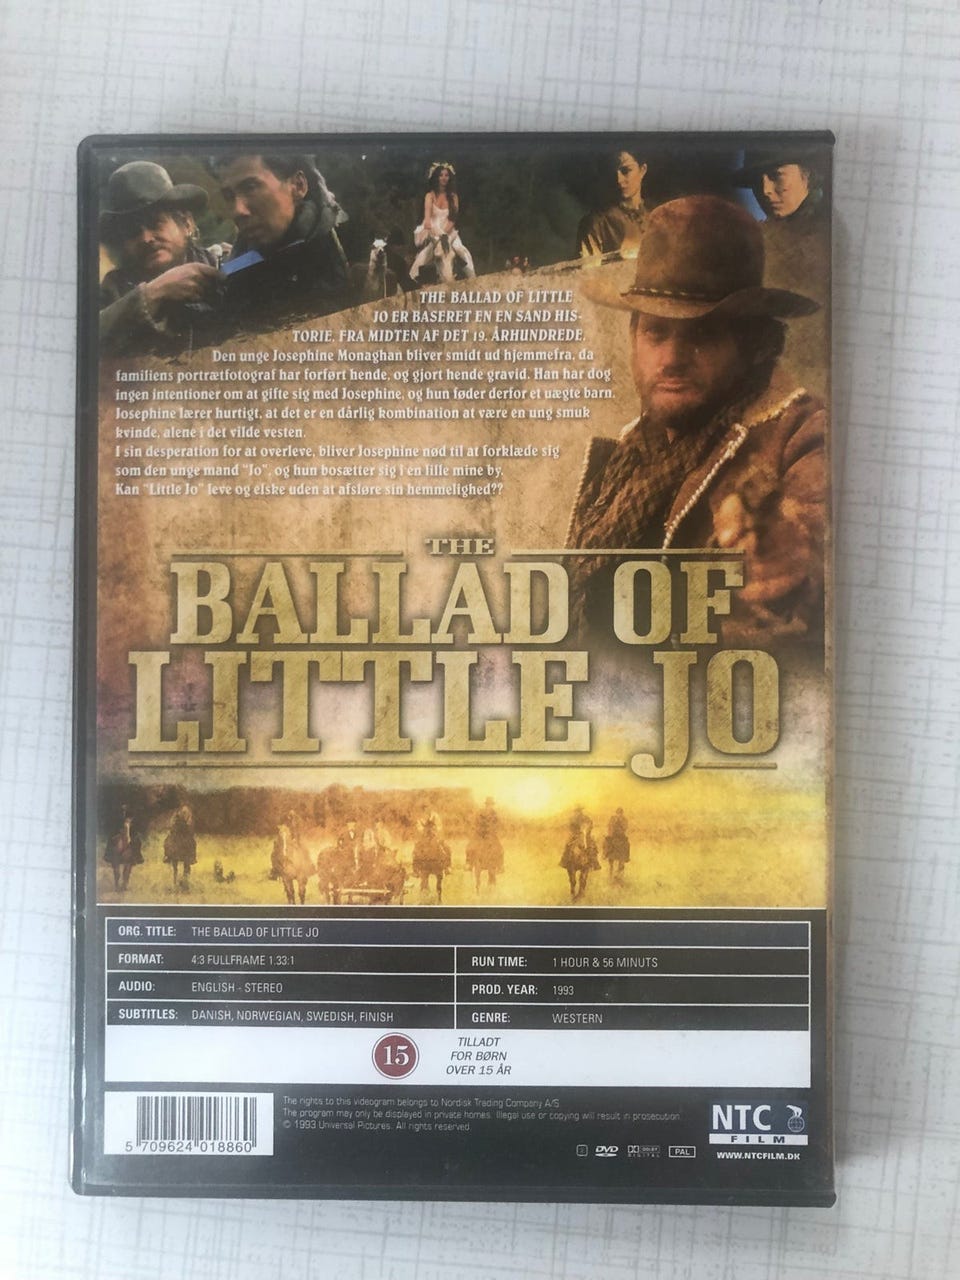 THE BALLAD OF LITTLE
JO ER BASERET EN EN SAND HIS-
TORIE, FRA MIDTEN AF DET 19. ÅRHUNDREDE.
Den unge Josephine Monaghan bliver smidt ud hjemmefra, da
familiens portrætfotograf har forført hende, og gjort hende gravid. Han har dog
ingen intentioner om at gifte sig med Josephine, og hun føder derfor et uægte barn.
Josephine lærer hurtigt, at det er en dårlig kombination at være en ung smuk
kvinde, alene i det vilde vesten.
I sin desperation for at overleve, bliver Josephine nød til at forklæde sig
som den unge mand "Jo", og hun bosætter sig i en lille mine by.
Kan "Little Jo" leve og elske uden at afsløre sin hemmelighed??
THE
BALLAD OF
LITTLE JO
ORG. TITLE: THE BALLAD OF LITTLE JO
FORMAT: 4:3 FULLFRAME 1.33:1
RUN TIME: 1 HOUR & 56 MINUTS
AUDIO: ENGLISH - STEREO
PROD. YEAR: 1993
SUBTITLES: DANISH, NORWEGIAN, SWEDISH, FINISH
GENRE: WESTERN
15
TILLADT
FOR BØRN
OVER 15 ÅR
5 709624 018860
The rights to this videogram belongs to Nordisk Trading Company A/S
The program may only be displayed in private homes. Illegal use or copying will result in prosecution.
© 1993 Universal Pictures. All rights reserved.
NTC
FILM
WWW.NTCFILM.DK
2 DVD DOLBY DIGITAL PAL